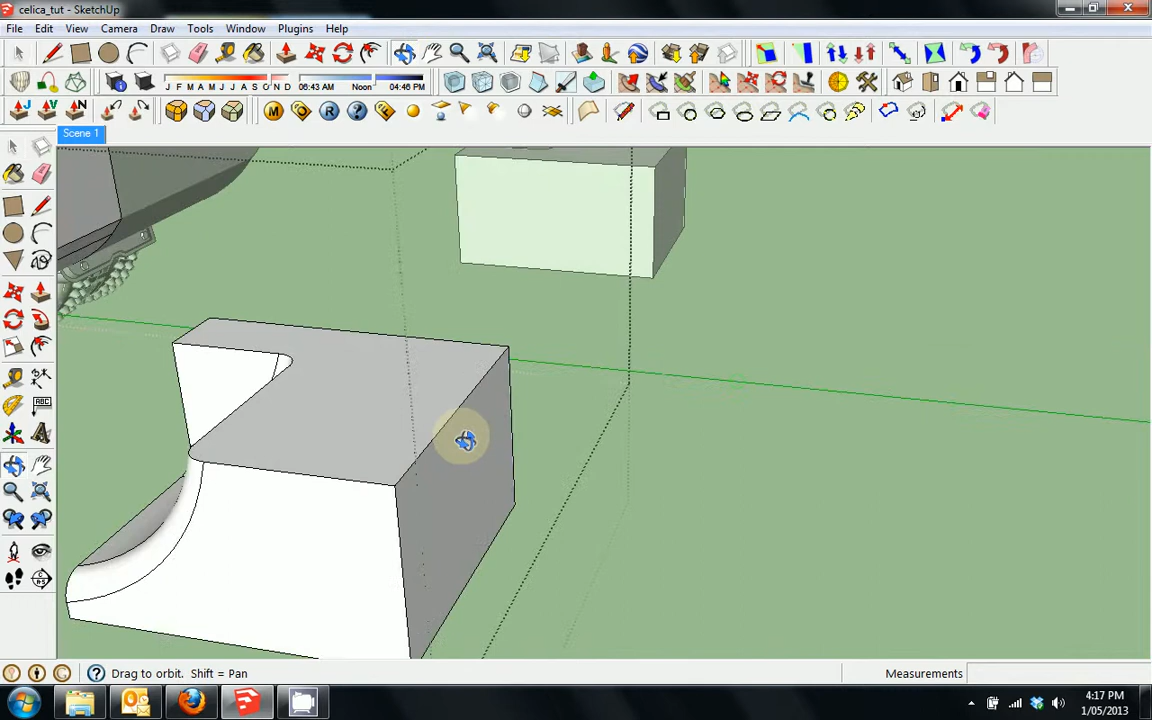 celica_tut - SketchUp
File Edit View Camera Draw Tools Window Plugins Help
J F M A M J J A S O N D 06:43 AM Noon 04:46 PM
J V N M O R ? F
Scene 1
ABC
A
Drag to orbit. Shift = Pan Measurements
4:17 PM
1/05/2013